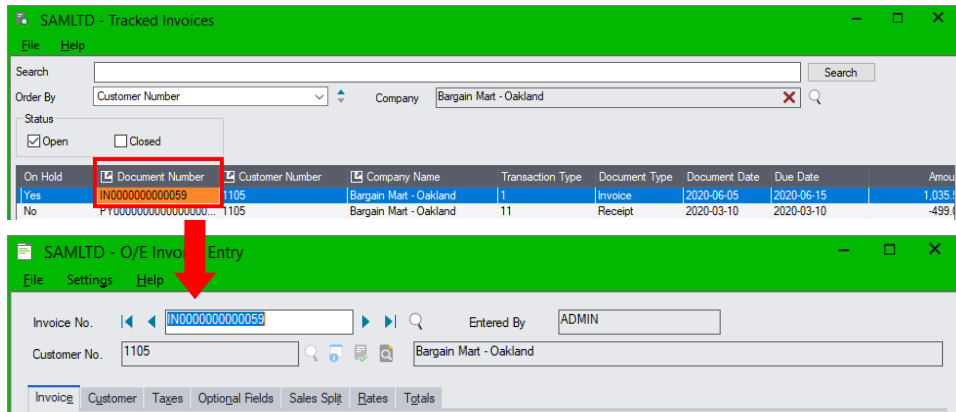 SAMLTD - Tracked Invoices
File Help
Search Search
Order By Customer Number Company Bargain Mart - Oakland
Status
Open Closed
On Hold Document Number Customer Number Company Name Transaction Type Document Type Document Date Due Date Amou
Yes IN0000000000059 1105 Bargain Mart - Oakland 1 Invoice 2020-06-05 2020-06-15 1,035.5
No PY0000000000000000... 1105 Bargain Mart - Oakland 11 Receipt 2020-03-10 2020-03-10 -499.0
SAMLTD - O/E Invoi Entry
File Settings Help
Invoice No. IN0000000000059 Entered By ADMIN
Customer No. 1105 Bargain Mart - Oakland
Invoice Customer Taxes Optional Fields Sales Split Rates Totals